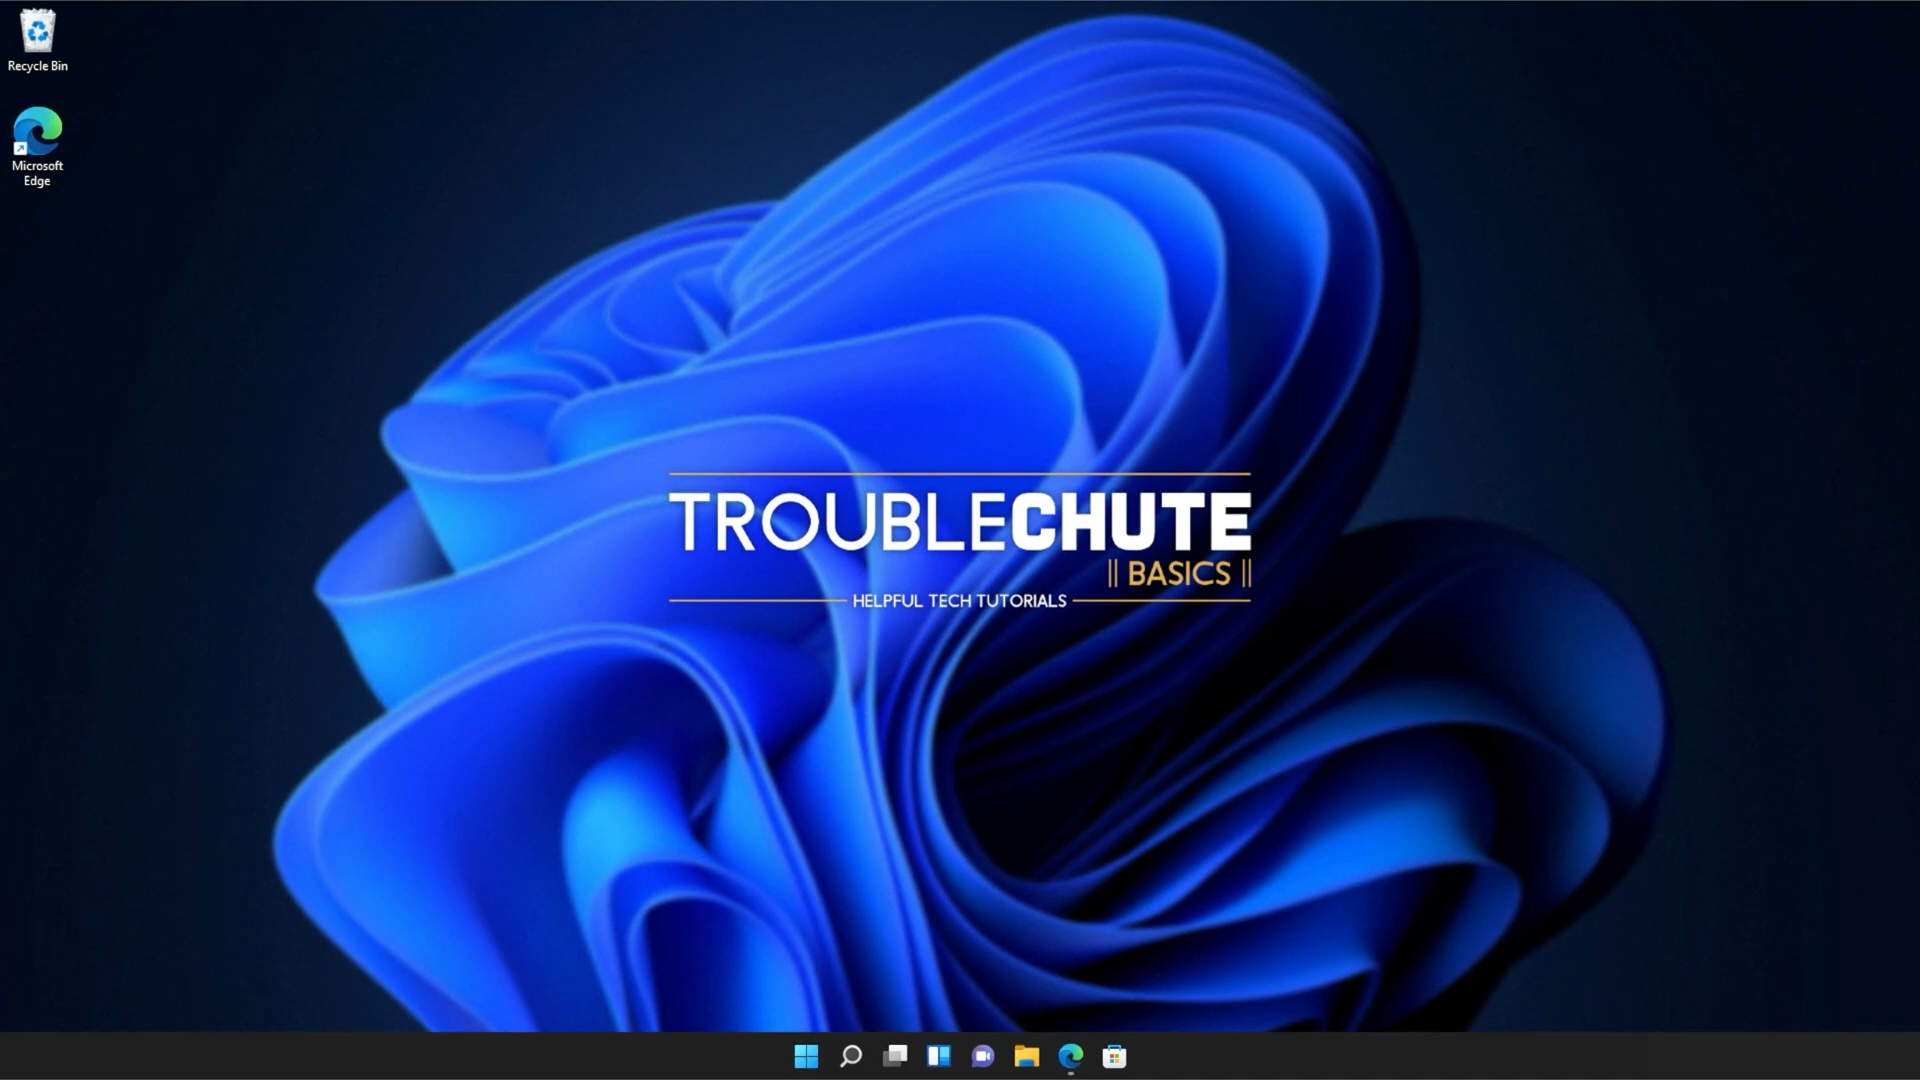 Recycle Bin
Microsoft
Edge
TROUBLECHUTE
|| BASICS ||
HELPFUL TECH TUTORIALS